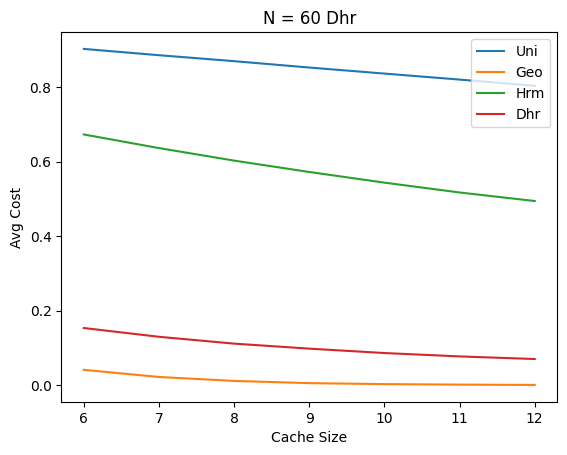 N = 60 Dhr
Uni
Geo
Hrm
Dhr
0.8
0.6
0.4
0.2
0.0
Avg Cost
6 7 8 9 10 11 12
Cache Size